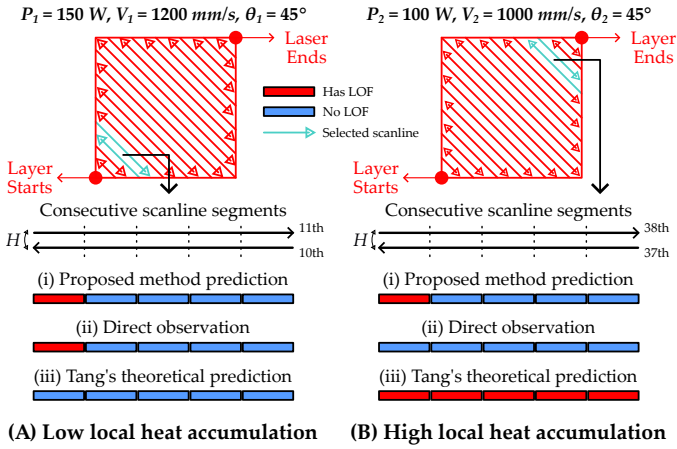 P₁ = 150 W, V₁ = 1200 mm/s, θ₁ = 45°
Laser
Ends
Has LOF
No LOF
Selected scanline
Layer
Starts
Consecutive scanline segments
11th
H
10th
(i) Proposed method prediction
(ii) Direct observation
(iii) Tang's theoretical prediction
(A) Low local heat accumulation
P₂ = 100 W, V₂ = 1000 mm/s, θ₂ = 45°
Layer
Ends
Layer
Starts
Consecutive scanline segments
38th
H
37th
(i) Proposed method prediction
(ii) Direct observation
(iii) Tang's theoretical prediction
(B) High local heat accumulation